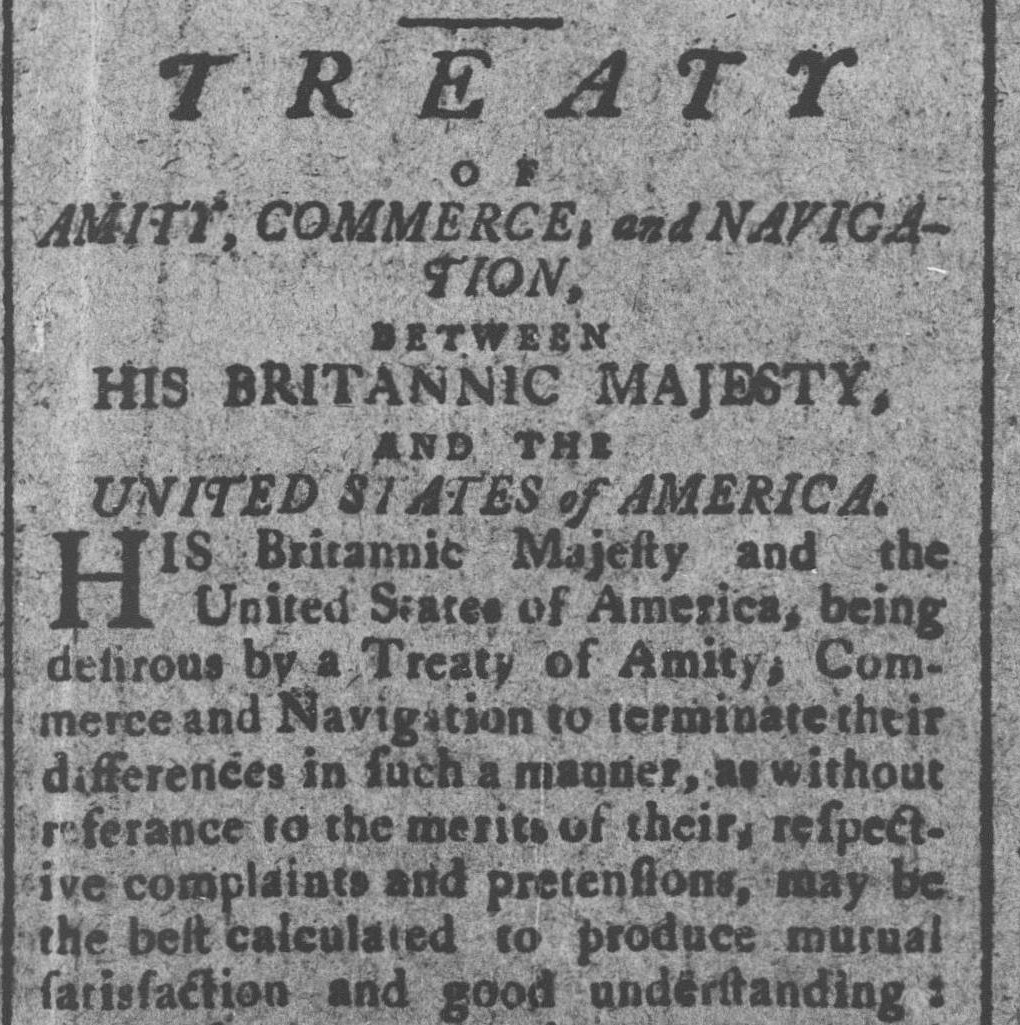 TREATY
OF
AMITY, COMMERCE, and NAVIGA-
TION,
BETWEEN
HIS BRITANNIC MAJESTY,
AND THE
UNITED STATES of AMERICA.
HIS Britannic Majeſty and the
United States of America, being
deſirous by a Treaty of Amity, Com-
merce and Navigation to terminate their
differences in ſuch a manner, as without
referance to the merits of their, reſpect-
ive complaints and pretenſions, may be
the beſt calculated to produce mutual
ſatisfaction and good underſtanding :